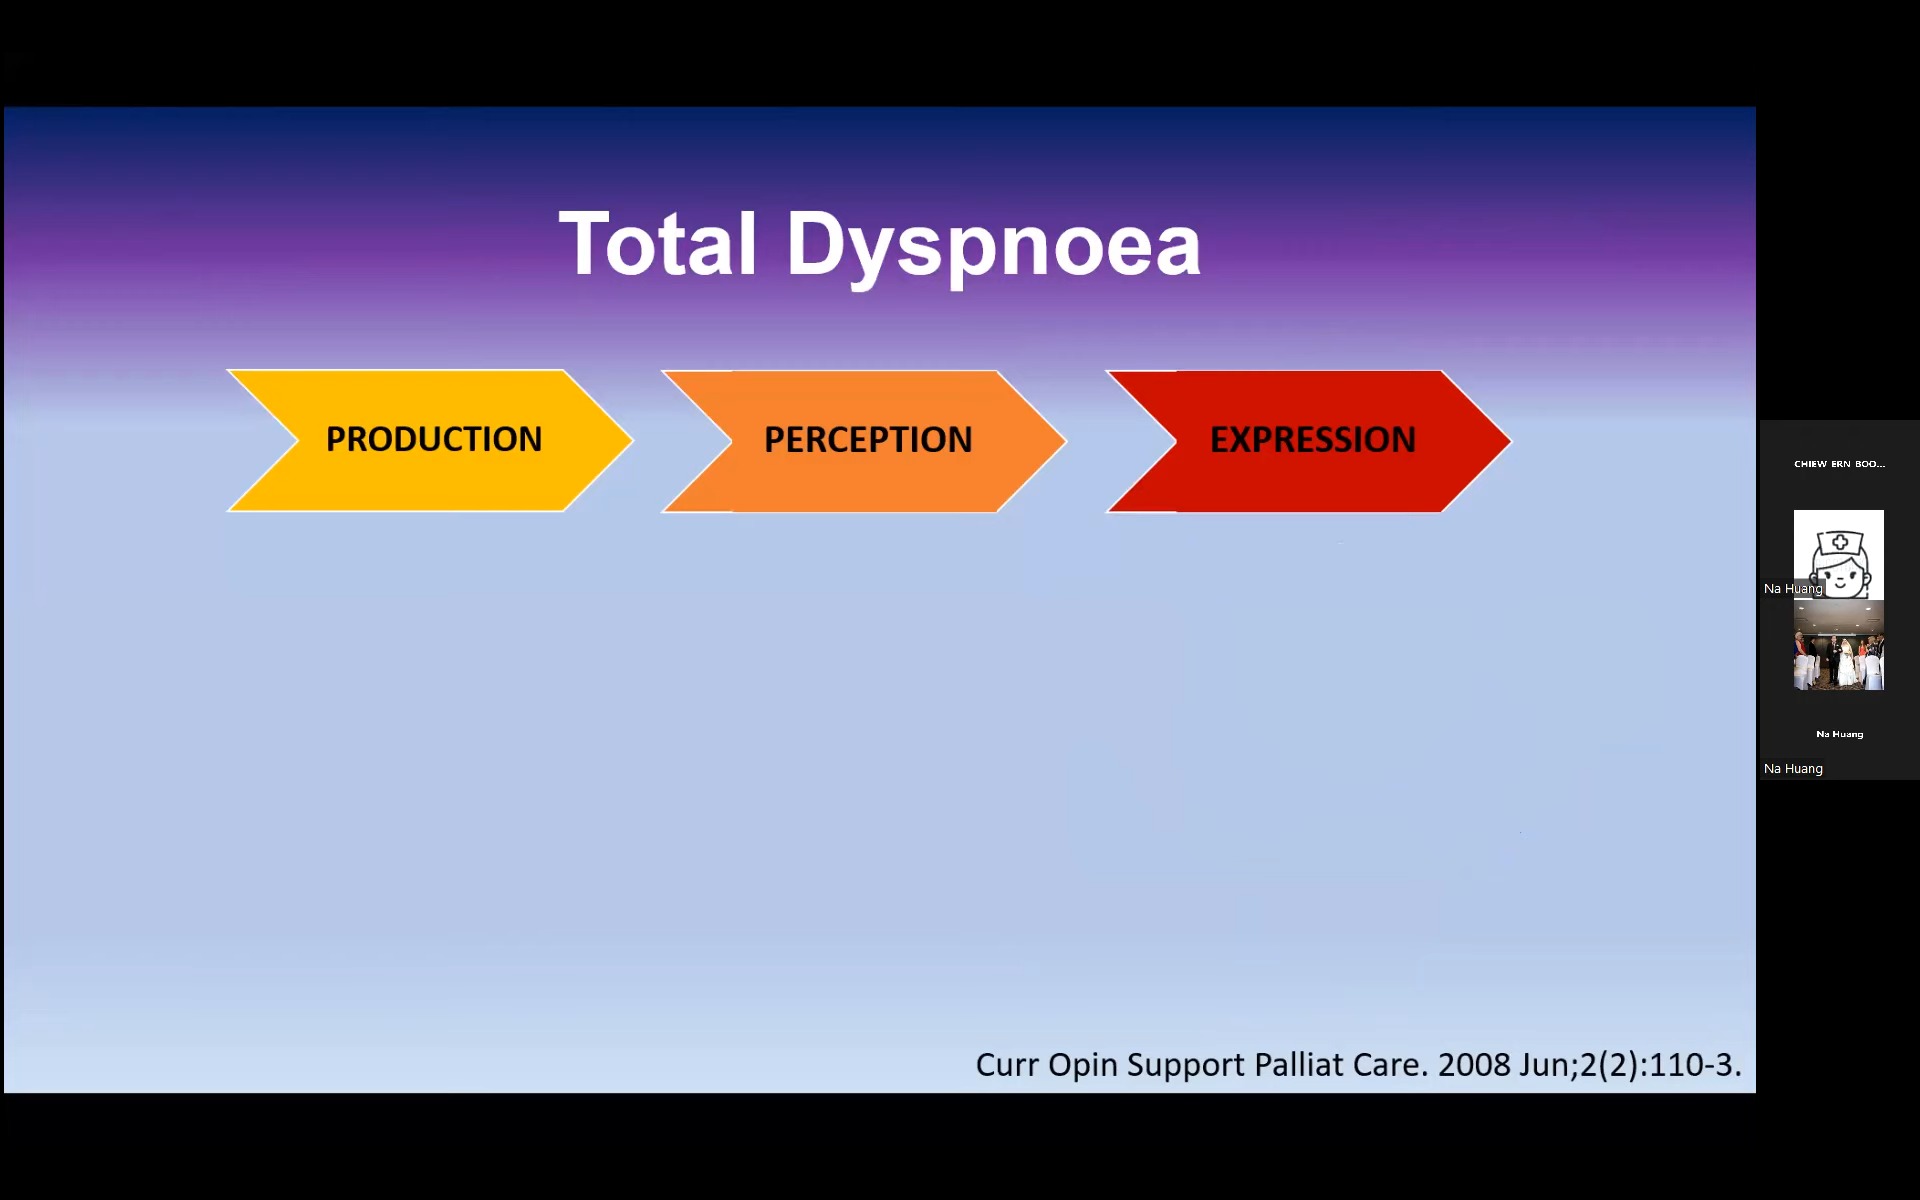 Total Dyspnoea
PRODUCTION
PERCEPTION
EXPRESSION
Curr Opin Support Palliat Care. 2008 Jun;2(2):110-3.
CHIEW ERN BOO...
Na Huang
Na Huang
Na Huang